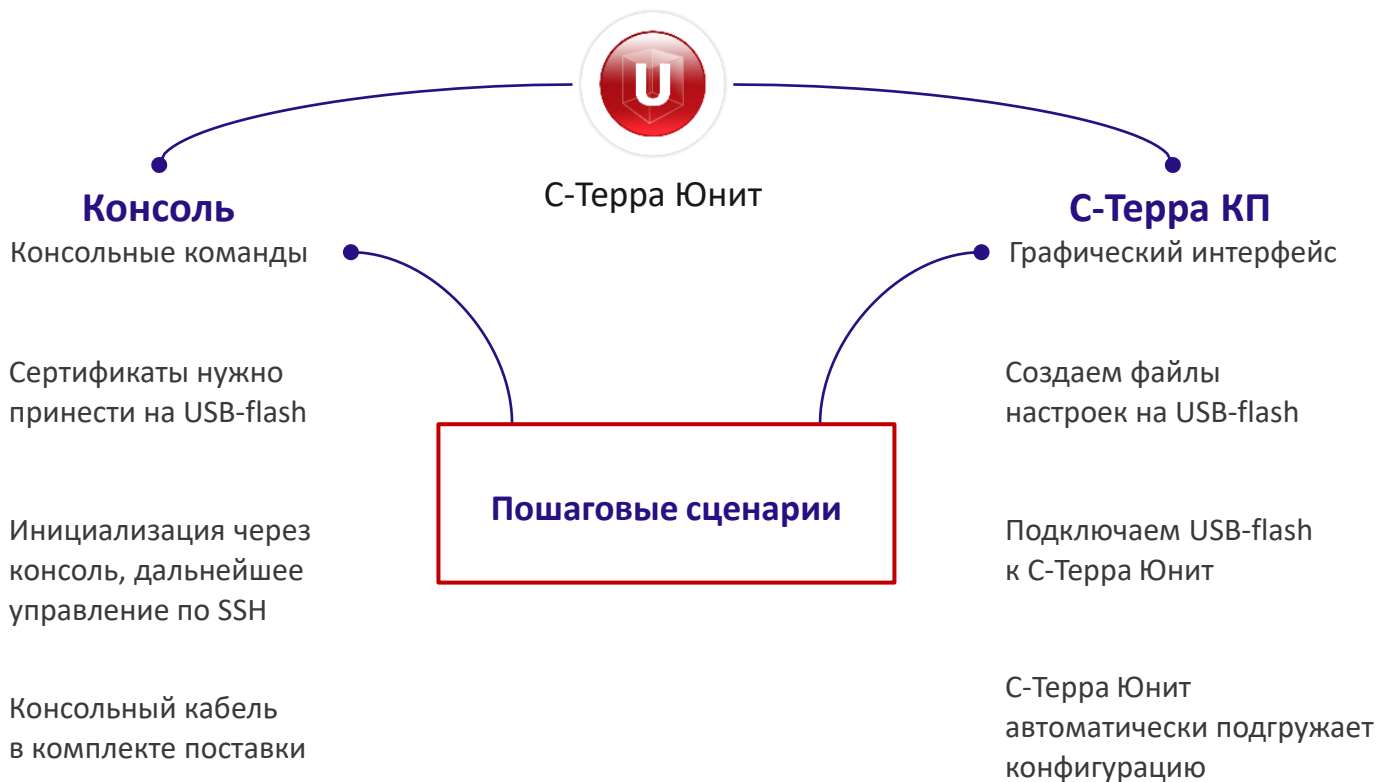 U
С-Терра Юнит
Консоль
Консольные команды
Сертификаты нужно
принести на USB-flash
Инициализация через
консоль, дальнейшее
управление по SSH
Консольный кабель
в комплекте поставки
Пошаговые сценарии
С-Терра КП
Графический интерфейс
Создаем файлы
настроек на USB-flash
Подключаем USB-flash
к С-Терра Юнит
С-Терра Юнит
автоматически подгружает
конфигурацию